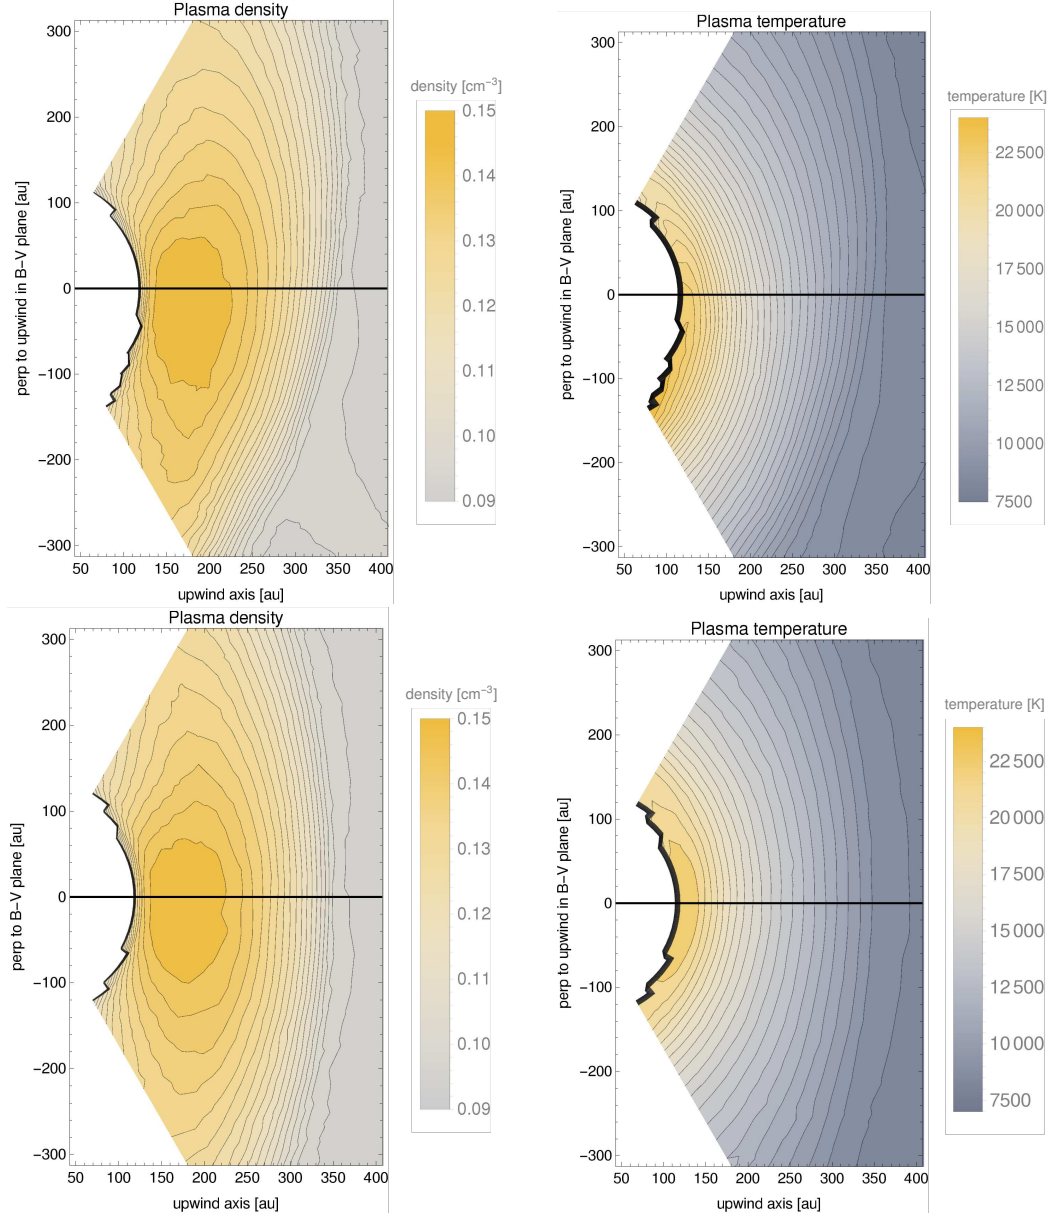 Plasma density
perp to upwind in B−V plane [au]
300
200
100
0
−100
−200
−300
50 100 150 200 250 300 350 400
upwind axis [au]
density [cm−3]
0.15
0.14
0.13
0.12
0.11
0.10
0.09
Plasma temperature
perp to upwind in B−V plane [au]
300
200
100
0
−100
−200
−300
50 100 150 200 250 300 350 400
upwind axis [au]
temperature [K]
22 500
20 000
17 500
15 000
12 500
10 000
7500
Plasma density
perp to B−V plane [au]
300
200
100
0
−100
−200
−300
50 100 150 200 250 300 350 400
upwind axis [au]
density [cm−3]
0.15
0.14
0.13
0.12
0.11
0.10
0.09
Plasma temperature
perp to upwind in B−V plane [au]
300
200
100
0
−100
−200
−300
50 100 150 200 250 300 350 400
upwind axis [au]
temperature [K]
22 500
20 000
17 500
15 000
12 500
10 000
7500